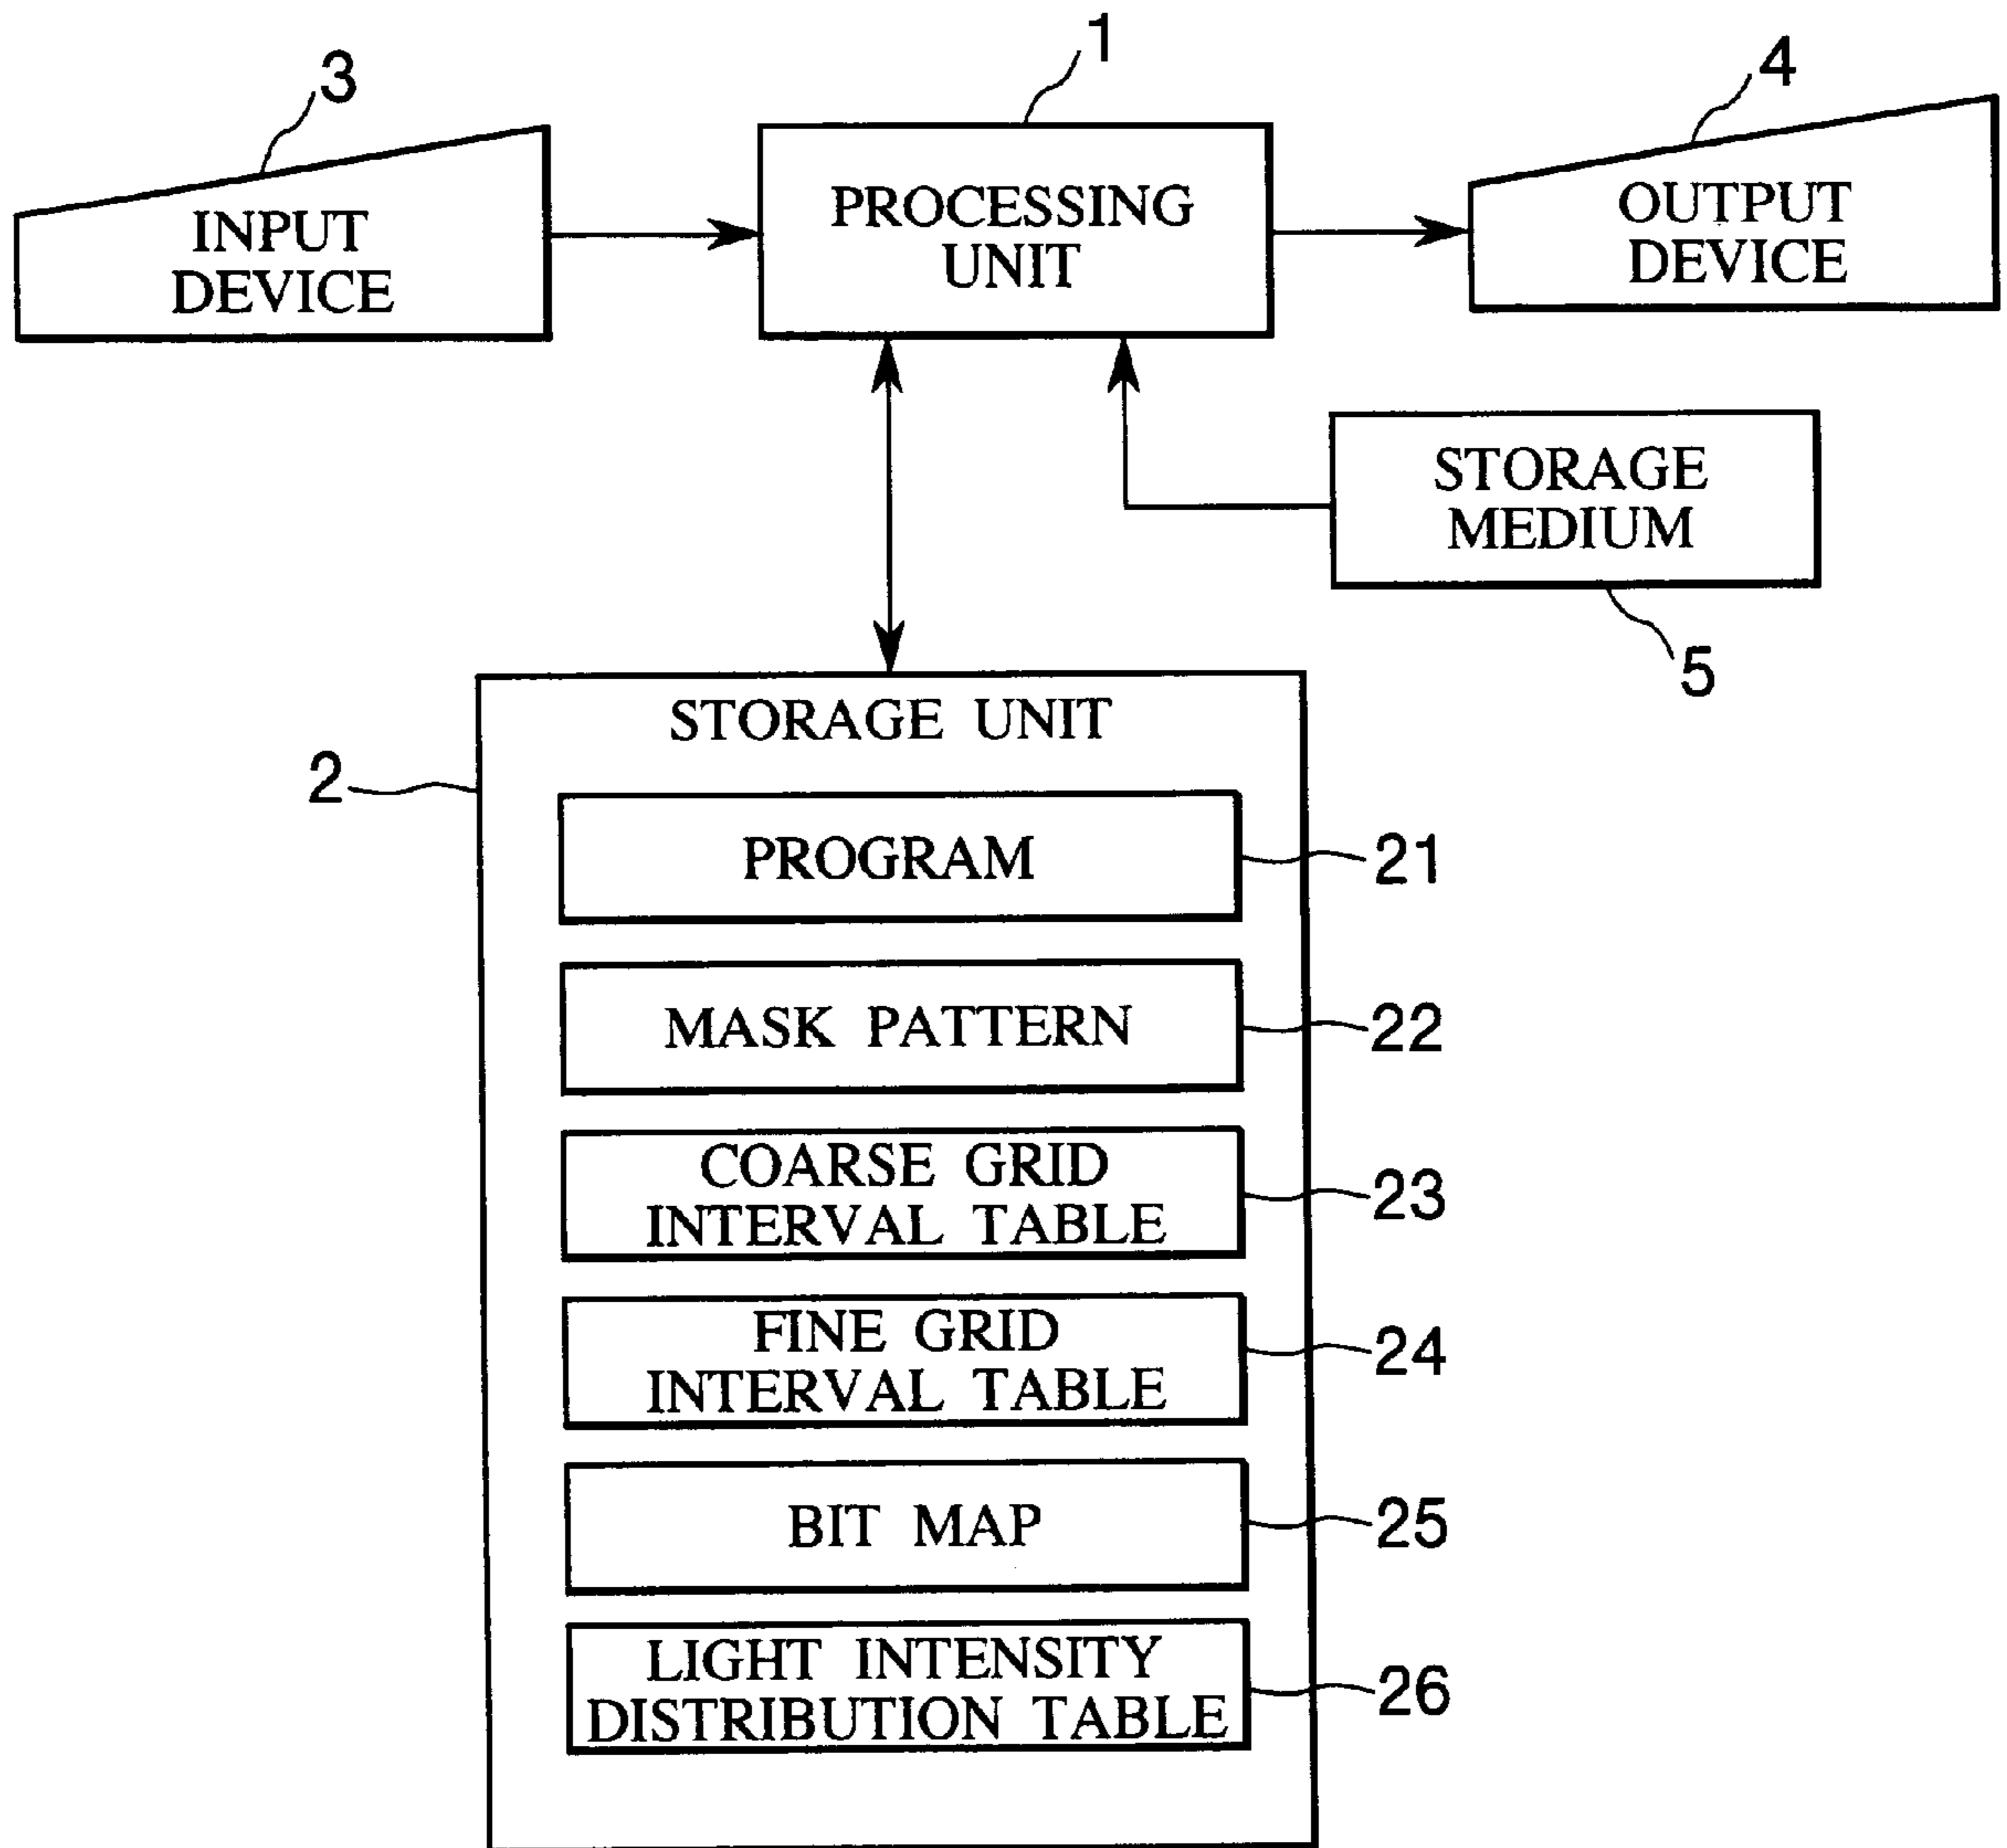 1
3
4
INPUT
DEVICE
PROCESSING
UNIT
OUTPUT
DEVICE
STORAGE
MEDIUM
5
STORAGE UNIT
2
PROGRAM
21
MASK PATTERN
22
COARSE GRID
INTERVAL TABLE
23
FINE GRID
INTERVAL TABLE
24
BIT MAP
25
LIGHT INTENSITY
DISTRIBUTION TABLE
26